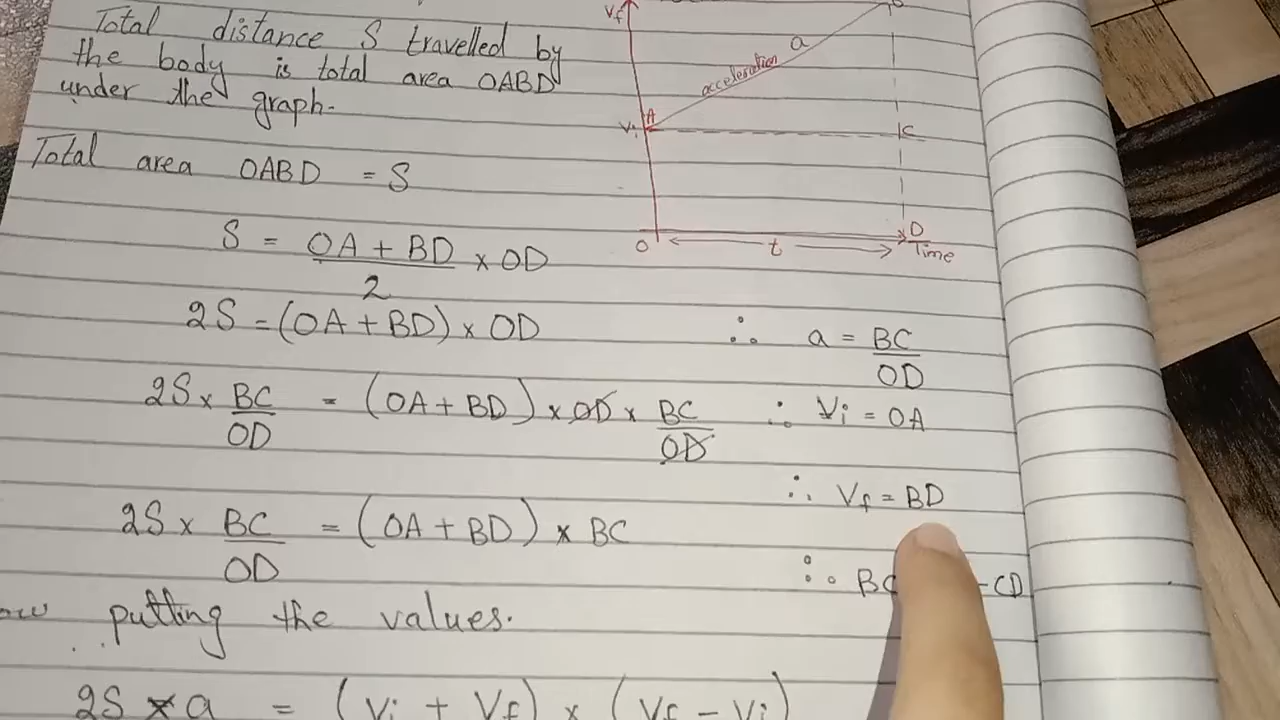 Total distance S travelled by
the body is total area OABD
under the graph.
Vf
a
acceleration
A
Vi
C
O
t
D
Time
Total area OABD = S
S = OA + BD / 2 × OD
2S = (OA + BD) × OD
∴ a = BC / OD
2S × BC / OD = (OA + BD) × OD × BC / OD
∴ Vi = OA
∴ Vf = BD
2S × BC / OD = (OA + BD) × BC
∴ BC - CD
putting the values.
2S × a = (Vi + Vf) × (Vf - Vi)